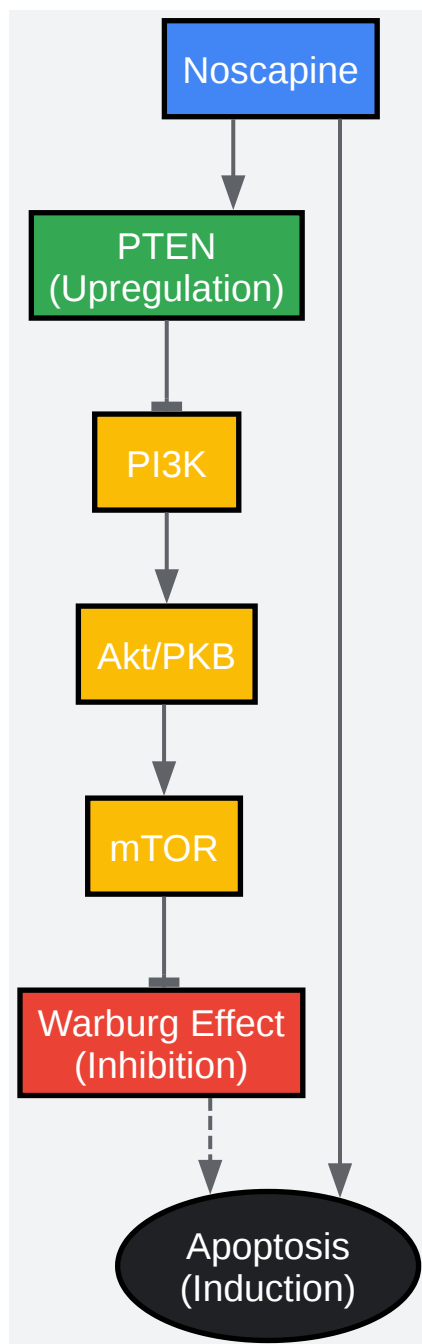 Noscapine
PTEN
(Upregulation)
PI3K
Akt/PKB
mTOR
Warburg Effect
(Inhibition)
Apoptosis
(Induction)